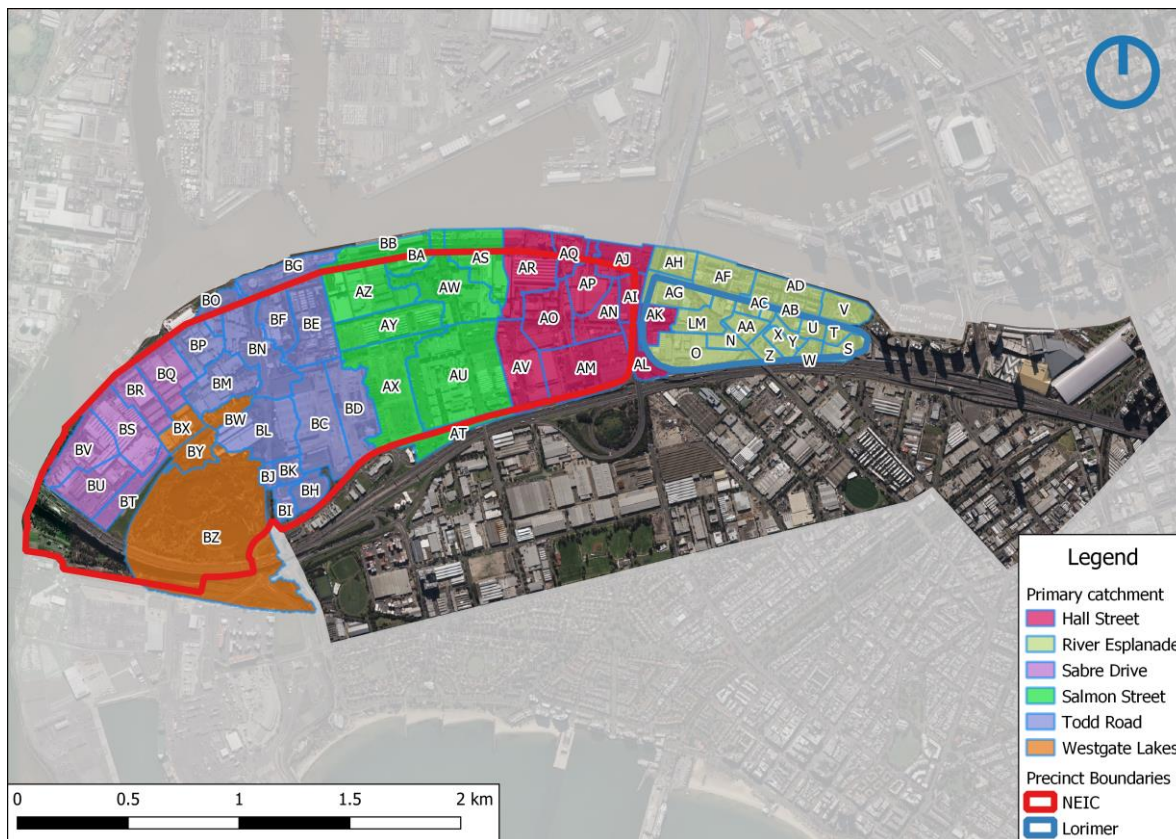 BB
BA
AS
AQ
AJ
BG
AR
AH
AF
BO
AZ
AW
AP
AI
AG
AD
AC
AB
V
BF
BE
AY
AO
AN
AK
LM
AA
N
X
Y
U
T
S
BP
BN
O
Z
W
BQ
BR
BM
AX
AU
AV
AM
AL
BS
BX
BW
BY
BL
BC
BD
AT
BV
BU
BT
BJ
BK
BH
BI
BZ
Legend
Primary catchment
Hall Street
River Esplanade
Sabre Drive
Salmon Street
Todd Road
Westgate Lakes
Precinct Boundaries
NEIC
Lorimer
0 0.5 1 1.5 2 km